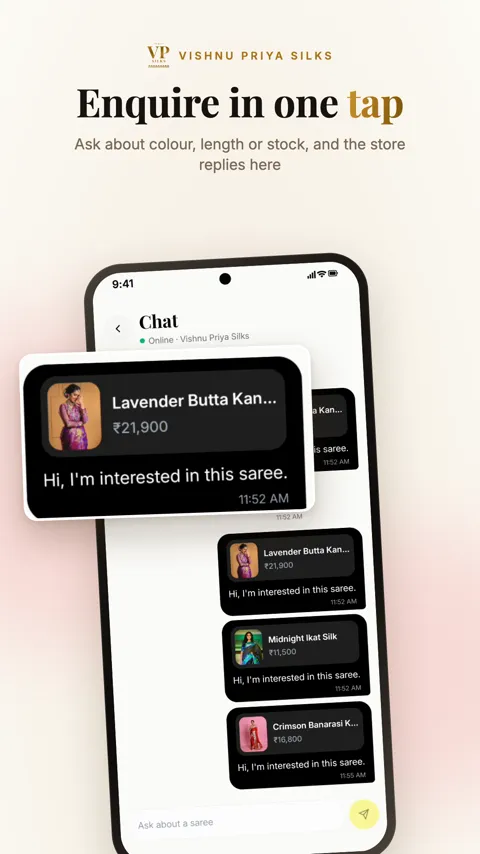 VP
SILKS
VISHNU PRIYA SILKS
Enquire in one tap
Ask about colour, length or stock, and the store
replies here
9:41
Chat
Online · Vishnu Priya Silks
Lavender Butta Kan...
₹21,900
Hi, I'm interested in this saree.
11:52 AM
a Kan...
is saree.
11:52 AM
11:52 AM
Lavender Butta Kan...
₹21,900
Hi, I'm interested in this saree.
11:52 AM
Midnight Ikat Silk
₹11,500
Hi, I'm interested in this saree.
11:52 AM
Crimson Banarasi K...
₹16,800
Hi, I'm interested in this saree.
11:55 AM
Ask about a saree